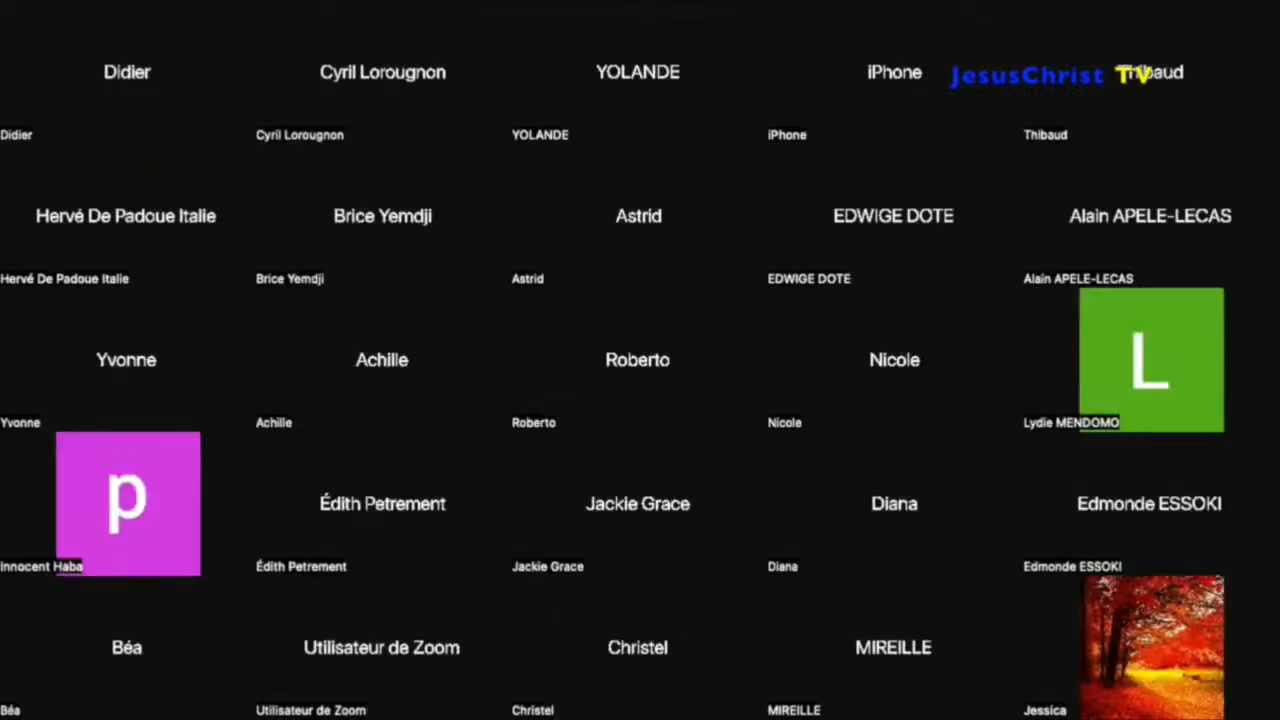 Didier
Cyril Lorougnon
YOLANDE
iPhone
JesusChrist TV
Thibaud
Didier
Cyril Lorougnon
YOLANDE
iPhone
Thibaud
Hervé De Padoue Italie
Brice Yemdji
Astrid
EDWIGE DOTE
Alain APELE-LECAS
Hervé De Padoue Italie
Brice Yemdji
Astrid
EDWIGE DOTE
Alain APELE-LECAS
Yvonne
Achille
Roberto
Nicole
L
Yvonne
Achille
Roberto
Nicole
Lydie MENDOMO
p
Édith Petrement
Jackie Grace
Diana
Edmonde ESSOKI
Innocent Haba
Édith Petrement
Jackie Grace
Diana
Edmonde ESSOKI
Béa
Utilisateur de Zoom
Christel
MIREILLE
Béa
Utilisateur de Zoom
Christel
MIREILLE
Jessica